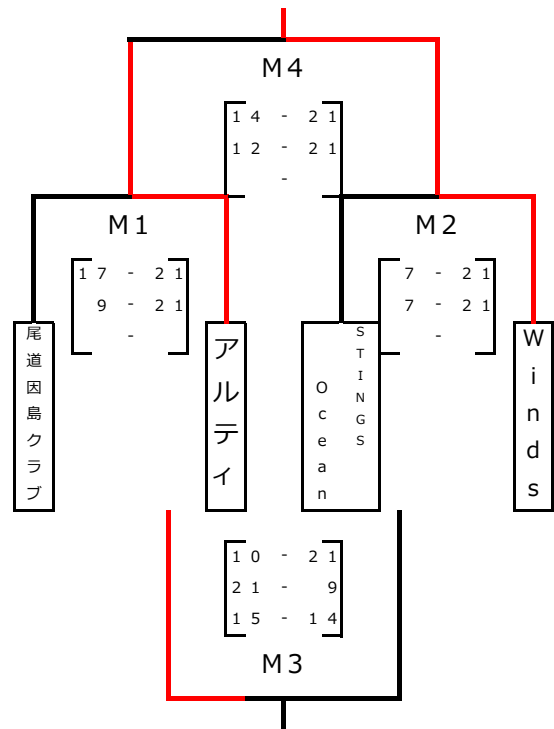 M4
14 - 21
12 - 21
-
M1
17 - 21
9 - 21
-
M2
7 - 21
7 - 21
-
尾道因島クラブ
アルティ
Ocean
STINGS
Winds
10 - 21
21 - 9
15 - 14
M3